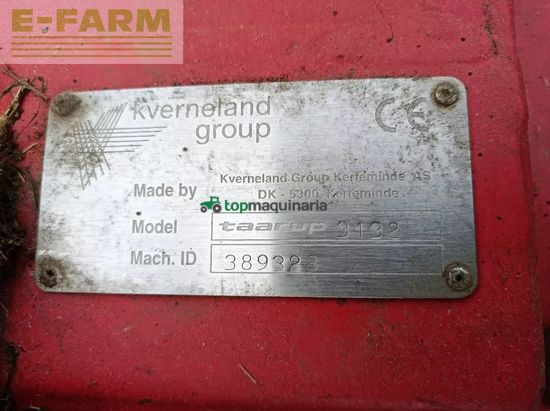 E-FARM
kverneland
group
CE
Kverneland Group Kerteminde AS
Made by DK - 5300 Kerteminde
topmaquinaria
Model taarup 3132
Mach. ID 389328